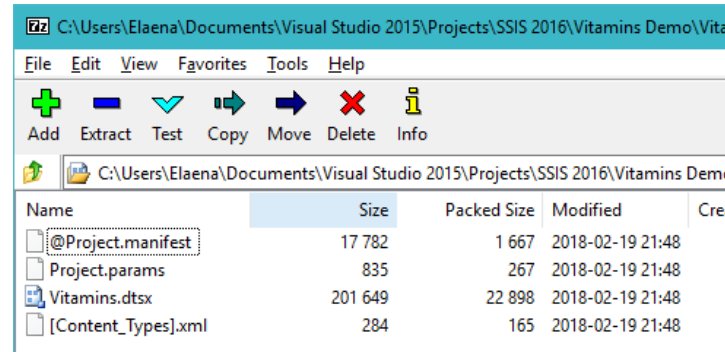 7z C:\Users\Elaena\Documents\Visual Studio 2015\Projects\SSIS 2016\Vitamins Demo\Vita
File Edit View Favorites Tools Help
Add Extract Test Copy Move Delete Info
C:\Users\Elaena\Documents\Visual Studio 2015\Projects\SSIS 2016\Vitamins Demo
Name Size Packed Size Modified Cre
@Project.manifest 17 782 1 667 2018-02-19 21:48
Project.params 835 267 2018-02-19 21:48
Vitamins.dtsx 201 649 22 898 2018-02-19 21:48
[Content_Types].xml 284 165 2018-02-19 21:48